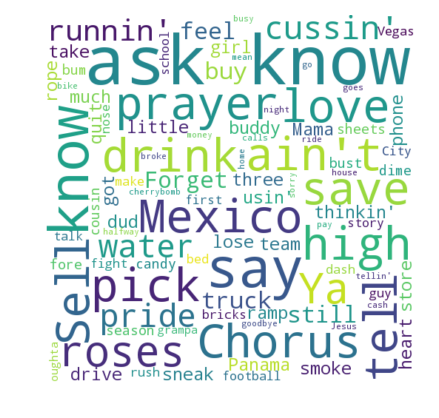 busy
runnin' feel cussin' Vegas
take school girl ask know
bum rope mean go
bike nose much buy goes phone
quit prayer love
little night buddy Mama sheets
know money calls ride City
drink ain't
cousin got Forget three bust dime
broke home usin save
make cherrybomb house sorry thinkin'
dud Mexico first story
talk water lose team high
halfway say pay
fore fight candy bed dash tellin'
Sell pick Ya guy cash tell
truck store
pride bricks ramp still heart
roses season grampa Chorus
goodbye Jesus
oughta drive rush sneak football Panama smoke